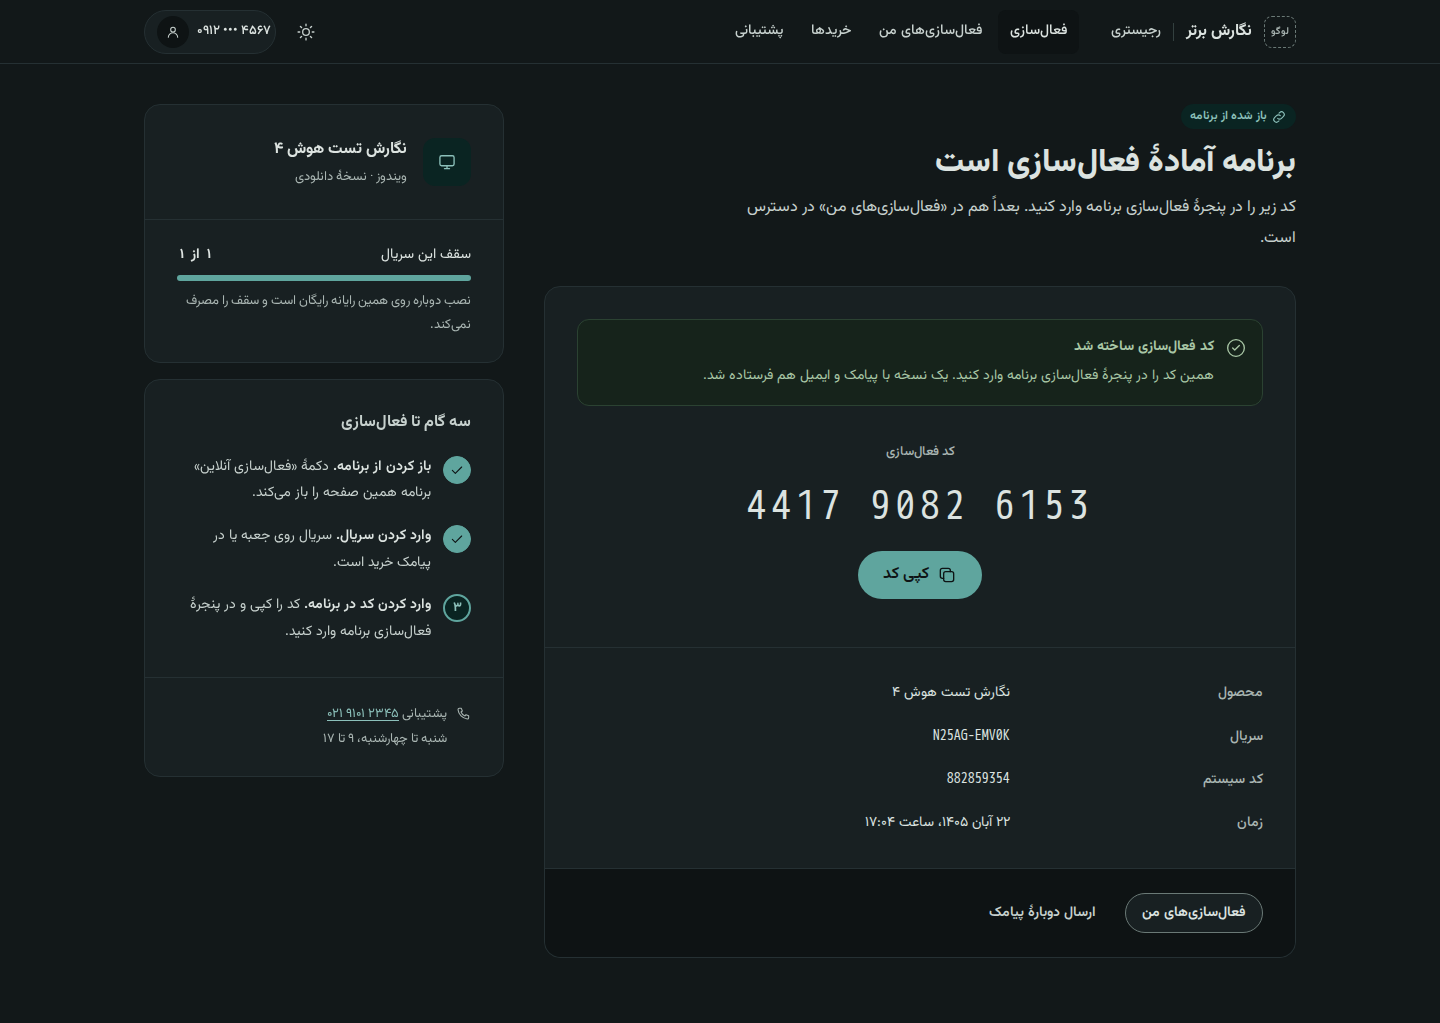 لوگو
نگارش برتر
رجیستری
فعال‌سازی
فعال‌سازی‌های من
خریدها
پشتیبانی
۰۹۱۲ ••• ۴۵۶۷
باز شده از برنامه
برنامه آمادهٔ فعال‌سازی است
کد زیر را در پنجرهٔ فعال‌سازی برنامه وارد کنید. بعداً هم در «فعال‌سازی‌های من» در دسترس
است.
کد فعال‌سازی ساخته شد
همین کد را در پنجرهٔ فعال‌سازی برنامه وارد کنید. یک نسخه با پیامک و ایمیل هم فرستاده شد.
کد فعال‌سازی
4417 9082 6153
کپی کد
محصول
نگارش تست هوش ۴
سریال
N25AG-EMV0K
کد سیستم
882859354
زمان
۲۲ آبان ۱۴۰۵، ساعت ۱۷:۰۴
فعال‌سازی‌های من
ارسال دوبارهٔ پیامک
نگارش تست هوش ۴
ویندوز · نسخهٔ دانلودی
سقف این سریال
۱ از ۱
نصب دوباره روی همین رایانه رایگان است و سقف را مصرف
نمی‌کند.
سه گام تا فعال‌سازی
باز کردن از برنامه. دکمهٔ «فعال‌سازی آنلاین»
برنامه همین صفحه را باز می‌کند.
وارد کردن سریال. سریال روی جعبه یا در
پیامک خرید است.
۳
وارد کردن کد در برنامه. کد را کپی و در پنجرهٔ
فعال‌سازی برنامه وارد کنید.
پشتیبانی ۰۲۱ ۹۱۰۱ ۲۳۴۵
شنبه تا چهارشنبه، ۹ تا ۱۷